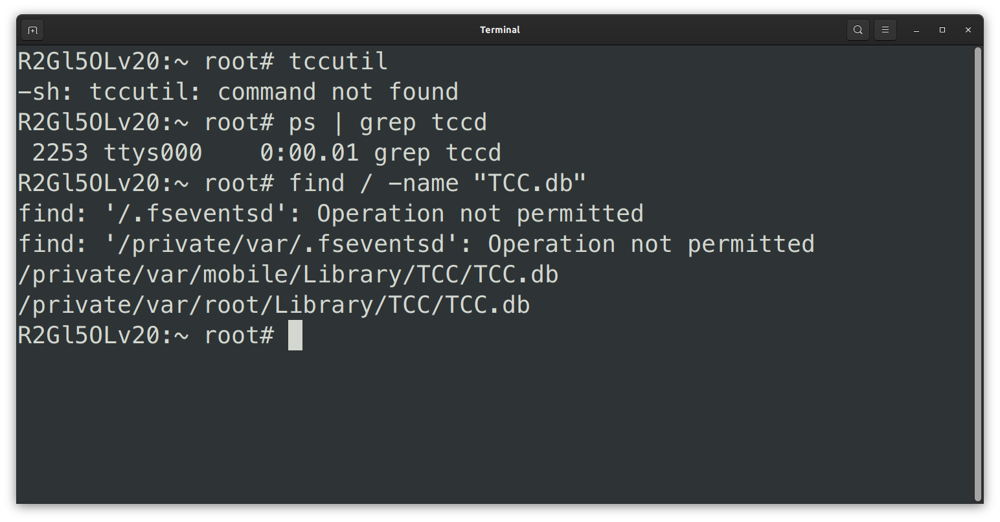 Terminal
R2Gl5OLv20:~ root# tccutil
-sh: tccutil: command not found
R2Gl5OLv20:~ root# ps | grep tccd
 2253 ttys000    0:00.01 grep tccd
R2Gl5OLv20:~ root# find / -name "TCC.db"
find: '/.fseventsd': Operation not permitted
find: '/private/var/.fseventsd': Operation not permitted
/private/var/mobile/Library/TCC/TCC.db
/private/var/root/Library/TCC/TCC.db
R2Gl5OLv20:~ root#